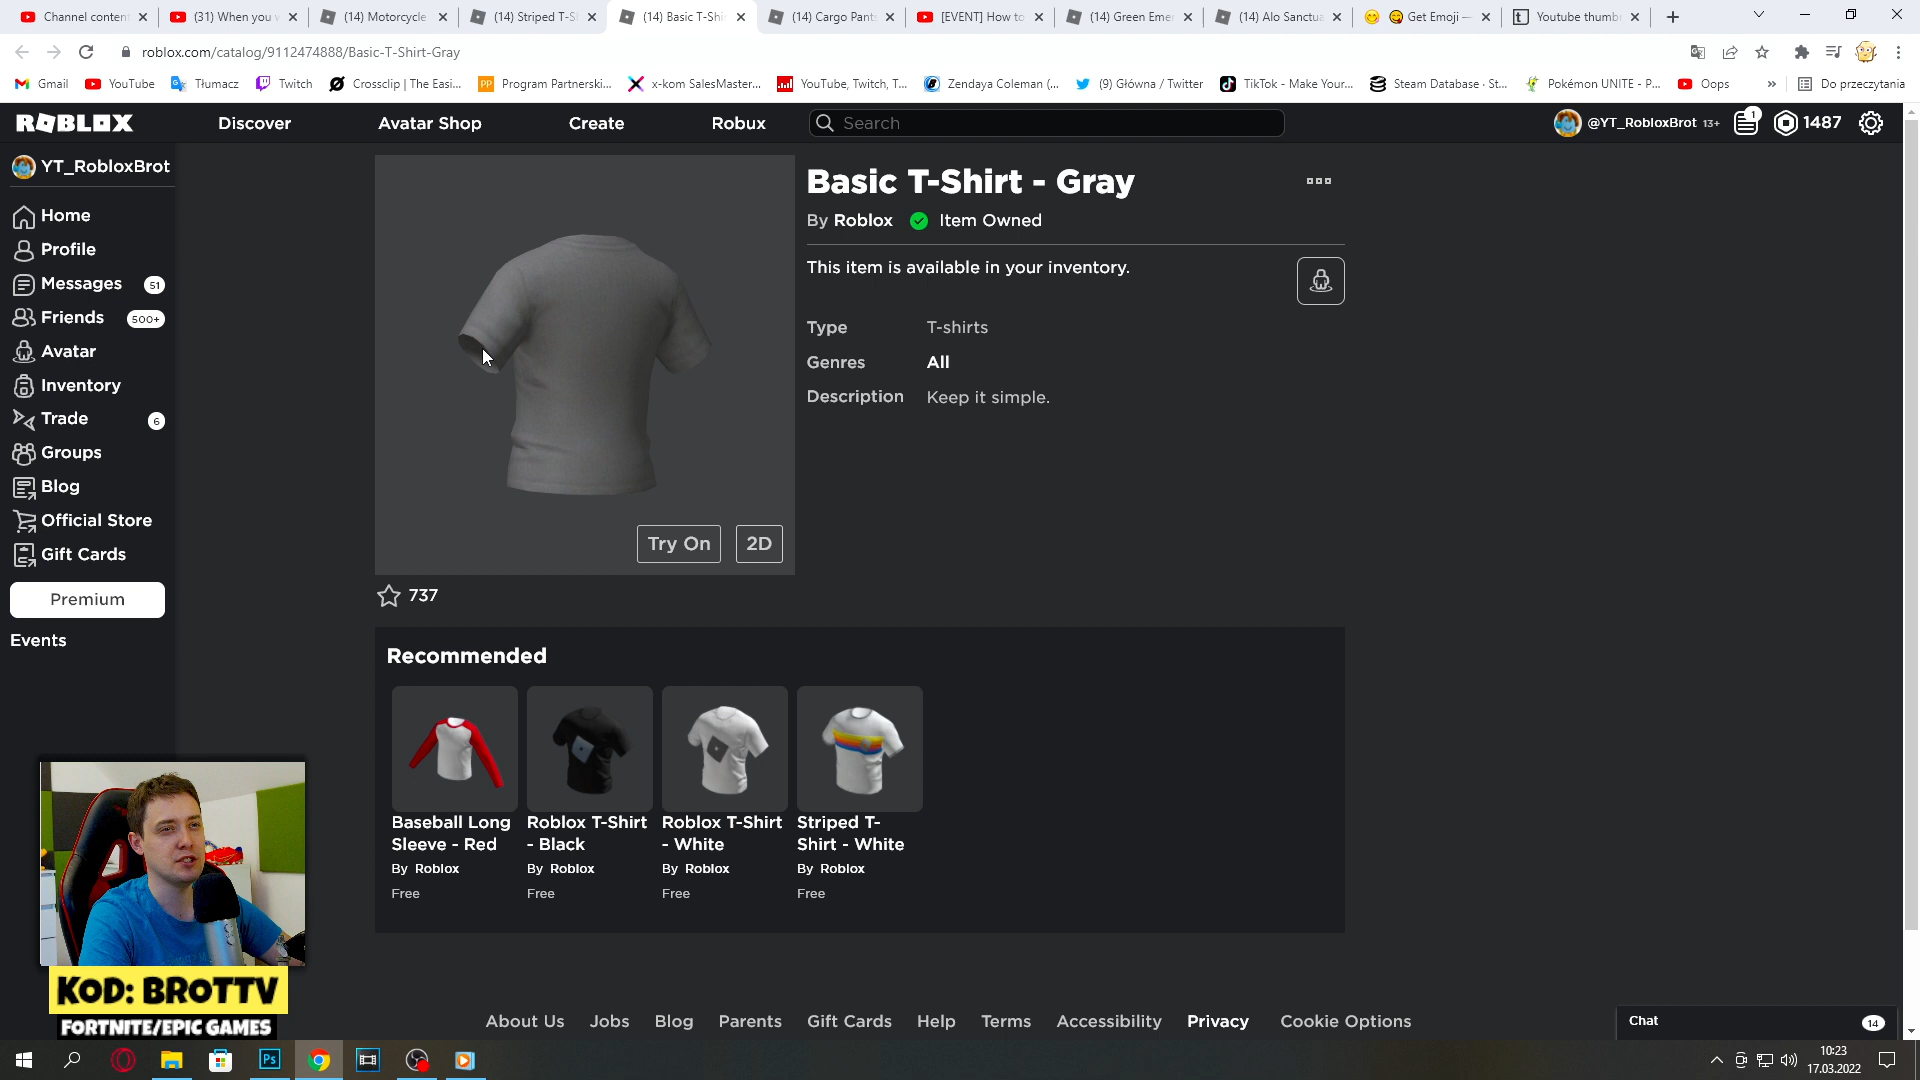 Channel content
(31) When you w
(14) Motorcycle
(14) Striped T-S
(14) Basic T-Shi
(14) Cargo Pants
[EVENT] How to
(14) Green Emer
(14) Alo Sanctua
Get Emoji —
Youtube thumb
roblox.com/catalog/9112474888/Basic-T-Shirt-Gray
Gmail
YouTube
Tłumacz
Twitch
Crossclip | The Easi...
Program Partnerski...
x-kom SalesMaster...
YouTube, Twitch, T...
Zendaya Coleman (...
(9) Główna / Twitter
TikTok - Make Your...
Steam Database · St...
Pokémon UNITE - P...
Oops
»
Do przeczytania
ROBLOX
Discover
Avatar Shop
Create
Robux
Search
@YT_RobloxBrot 13+
1
1487
YT_RobloxBrot
Home
Profile
Messages 51
Friends 500+
Avatar
Inventory
Trade 6
Groups
Blog
Official Store
Gift Cards
Premium
Events
Basic T-Shirt - Gray
By Roblox Item Owned
This item is available in your inventory.
Type T-shirts
Genres All
Description Keep it simple.
Try On
2D
737
Recommended
Baseball Long
Sleeve - Red
By Roblox
Free
Roblox T-Shirt
- Black
By Roblox
Free
Roblox T-Shirt
- White
By Roblox
Free
Striped T-
Shirt - White
By Roblox
Free
KOD: BROTTV
FORTNITE/EPIC GAMES
About Us
Jobs
Blog
Parents
Gift Cards
Help
Terms
Accessibility
Privacy
Cookie Options
Chat 14
Ps
10:23
17.03.2022